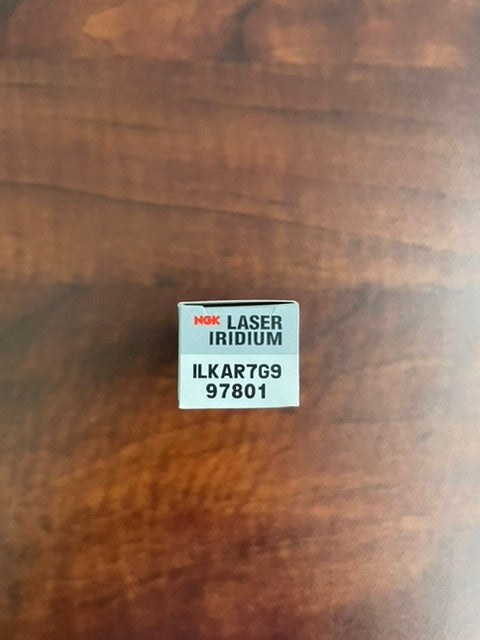 NGK LASER
IRIDIUM
ILKAR7G9
97801